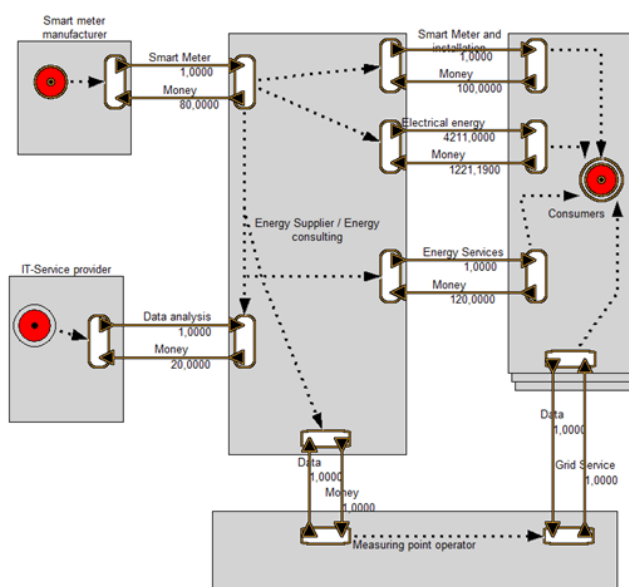 Smart meter
manufacturer
Smart Meter
1,0000
Money
80,0000
Smart Meter and
installation
1,0000
Money
100,0000
Electrical energy
4211,0000
Money
1221,1900
Consumers
Energy Supplier / Energy
consulting
Energy Services
1,0000
Money
120,0000
IT-Service provider
Data analysis
1,0000
Money
20,0000
Data
1,0000
Money
1,0000
Data
1,0000
Grid Service
1,0000
Measuring point operator